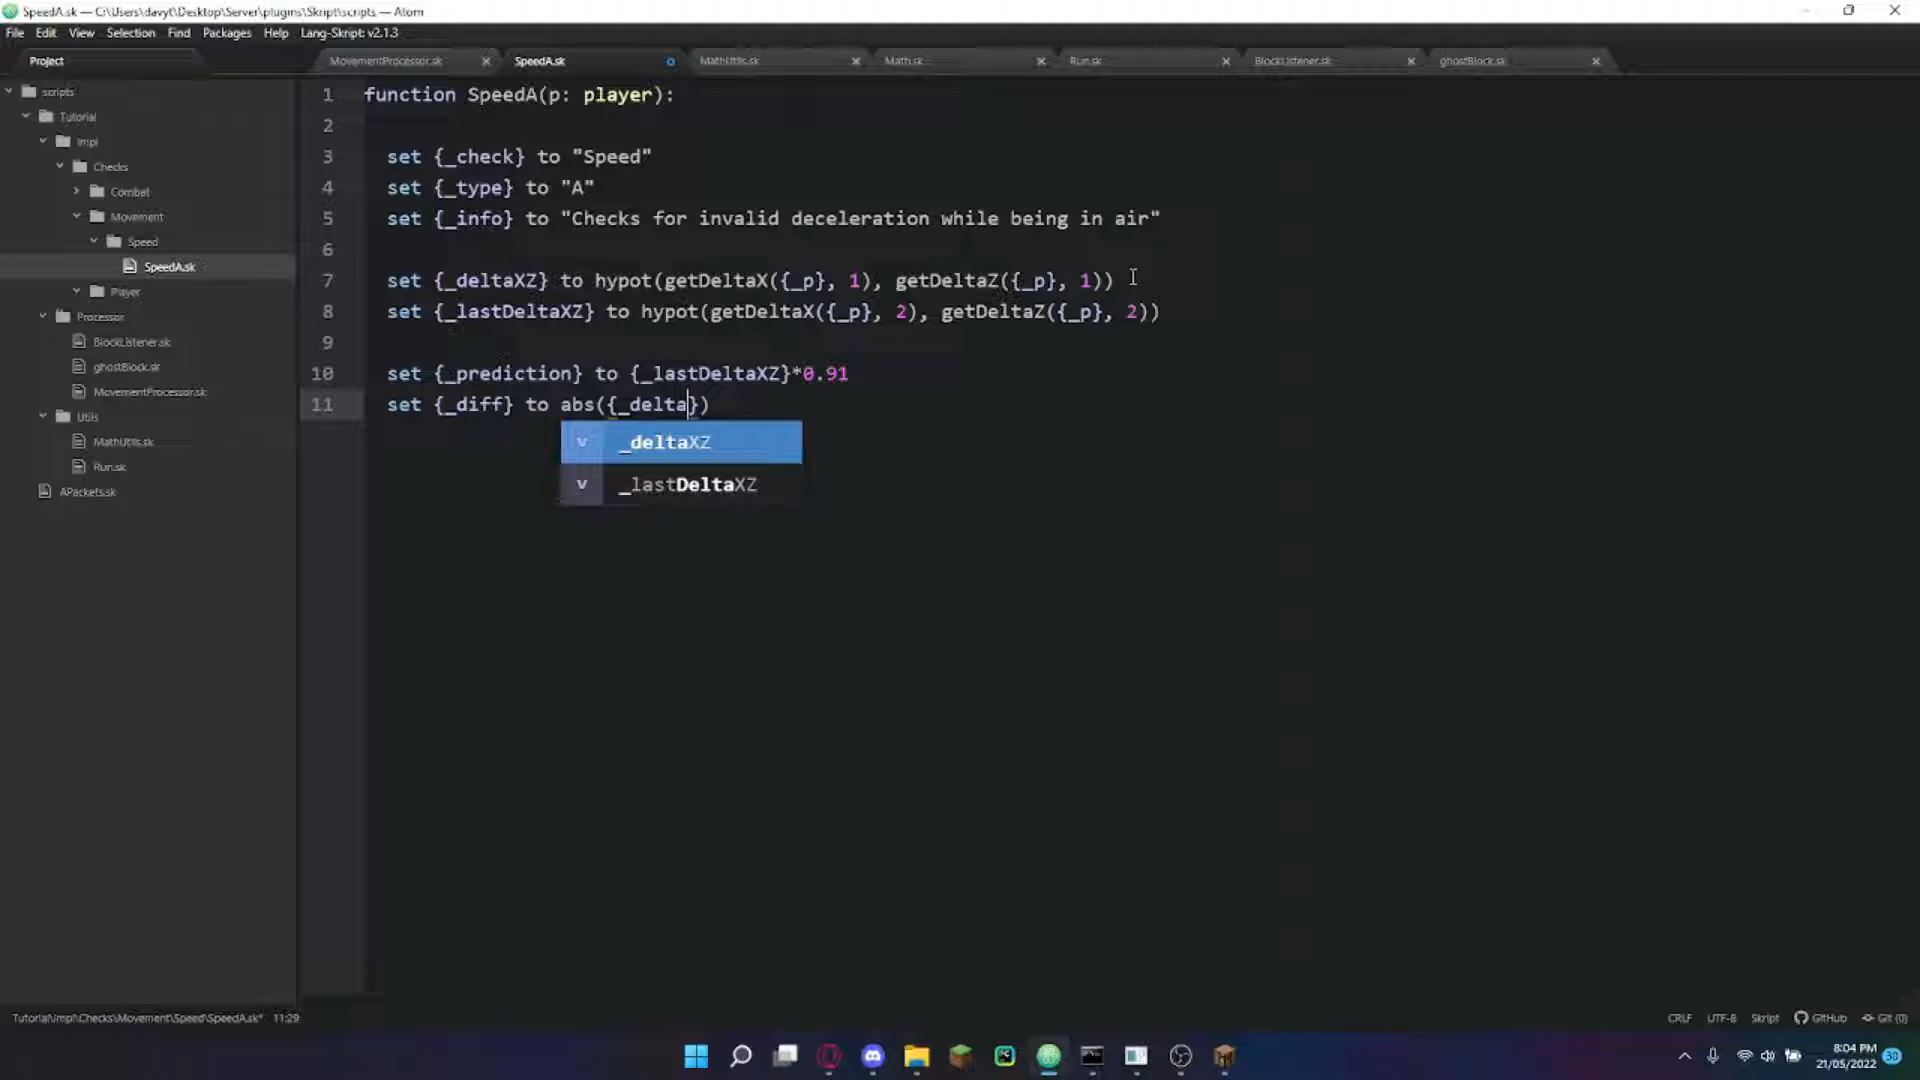 SpeedA.sk — C:\Users\davyt\Desktop\Server\plugins\Skript\scripts — Atom
File Edit View Selection Find Packages Help Lang-Skript: v2.1.3
Project
MovementProcessor.sk SpeedA.sk MathUtils.sk Math.sk Run.sk BlockListener.sk ghostBlock.sk
scripts
Tutorial
Impl
Checks
Combat
Movement
Speed
SpeedA.sk
Player
Processor
BlockListener.sk
ghostBlock.sk
MovementProcessor.sk
Utils
MathUtils.sk
Run.sk
APackets.sk
1 function SpeedA(p: player):
2
3 set {_check} to "Speed"
4 set {_type} to "A"
5 set {_info} to "Checks for invalid deceleration while being in air"
6
7 set {_deltaXZ} to hypot(getDeltaX({_p}, 1), getDeltaZ({_p}, 1))
8 set {_lastDeltaXZ} to hypot(getDeltaX({_p}, 2), getDeltaZ({_p}, 2))
9
10 set {_prediction} to {_lastDeltaXZ}*0.91
11 set {_diff} to abs({_delta})
v _deltaXZ
v _lastDeltaXZ
Tutorial\Impl\Checks\Movement\Speed\SpeedA.sk* 11:29
CRLF UTF-8 Skript GitHub Git (0)
8:04 PM
21/05/2022